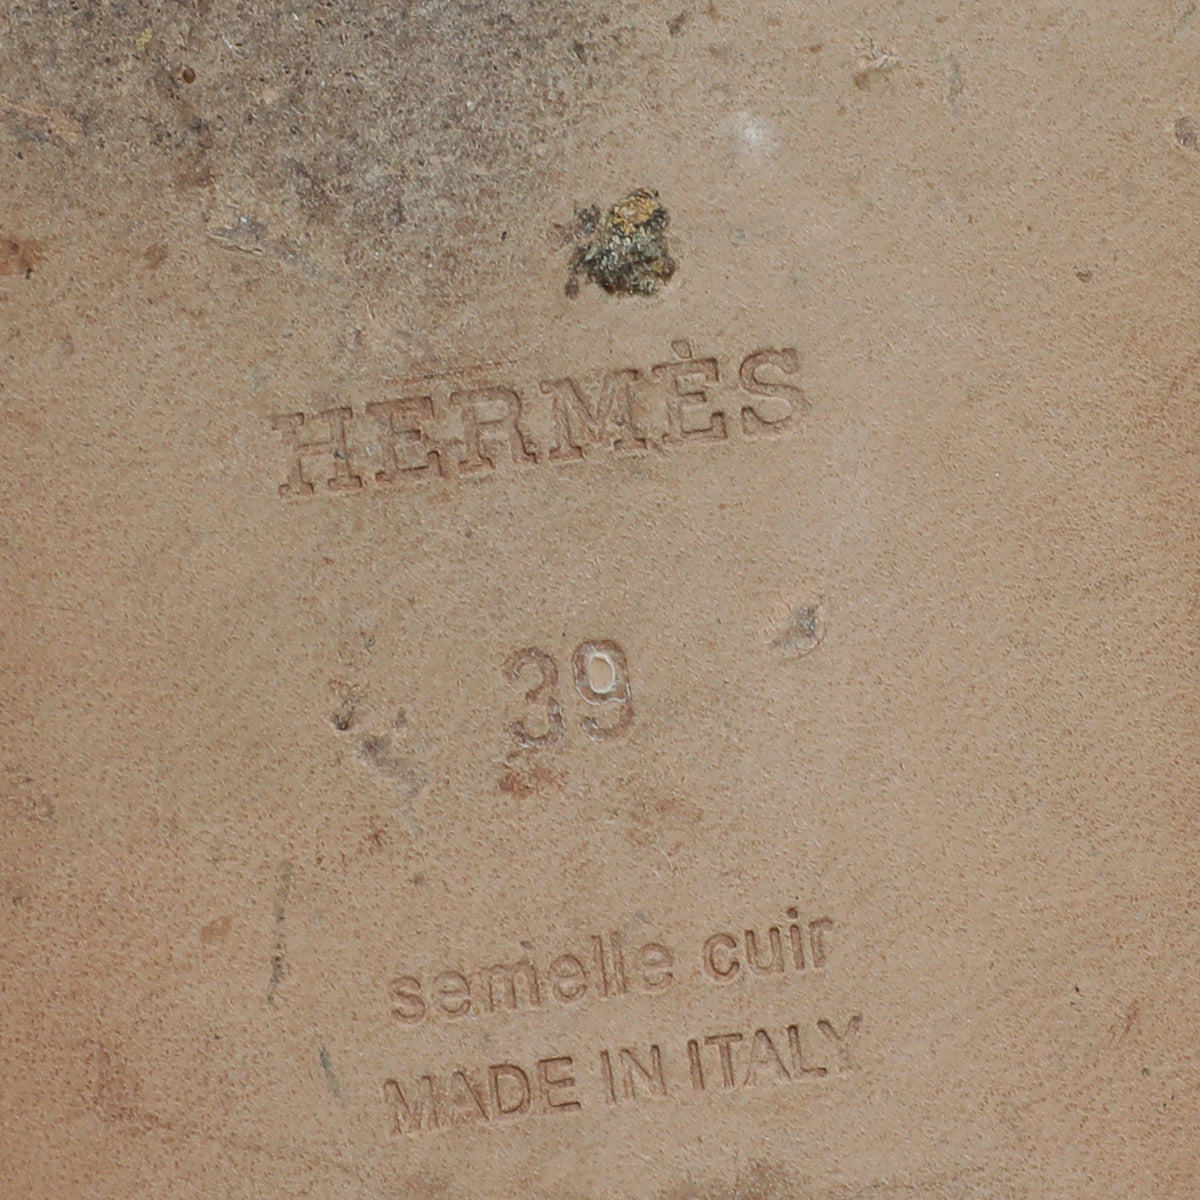 HERMÈS
39
semelle cuir
MADE IN ITALY